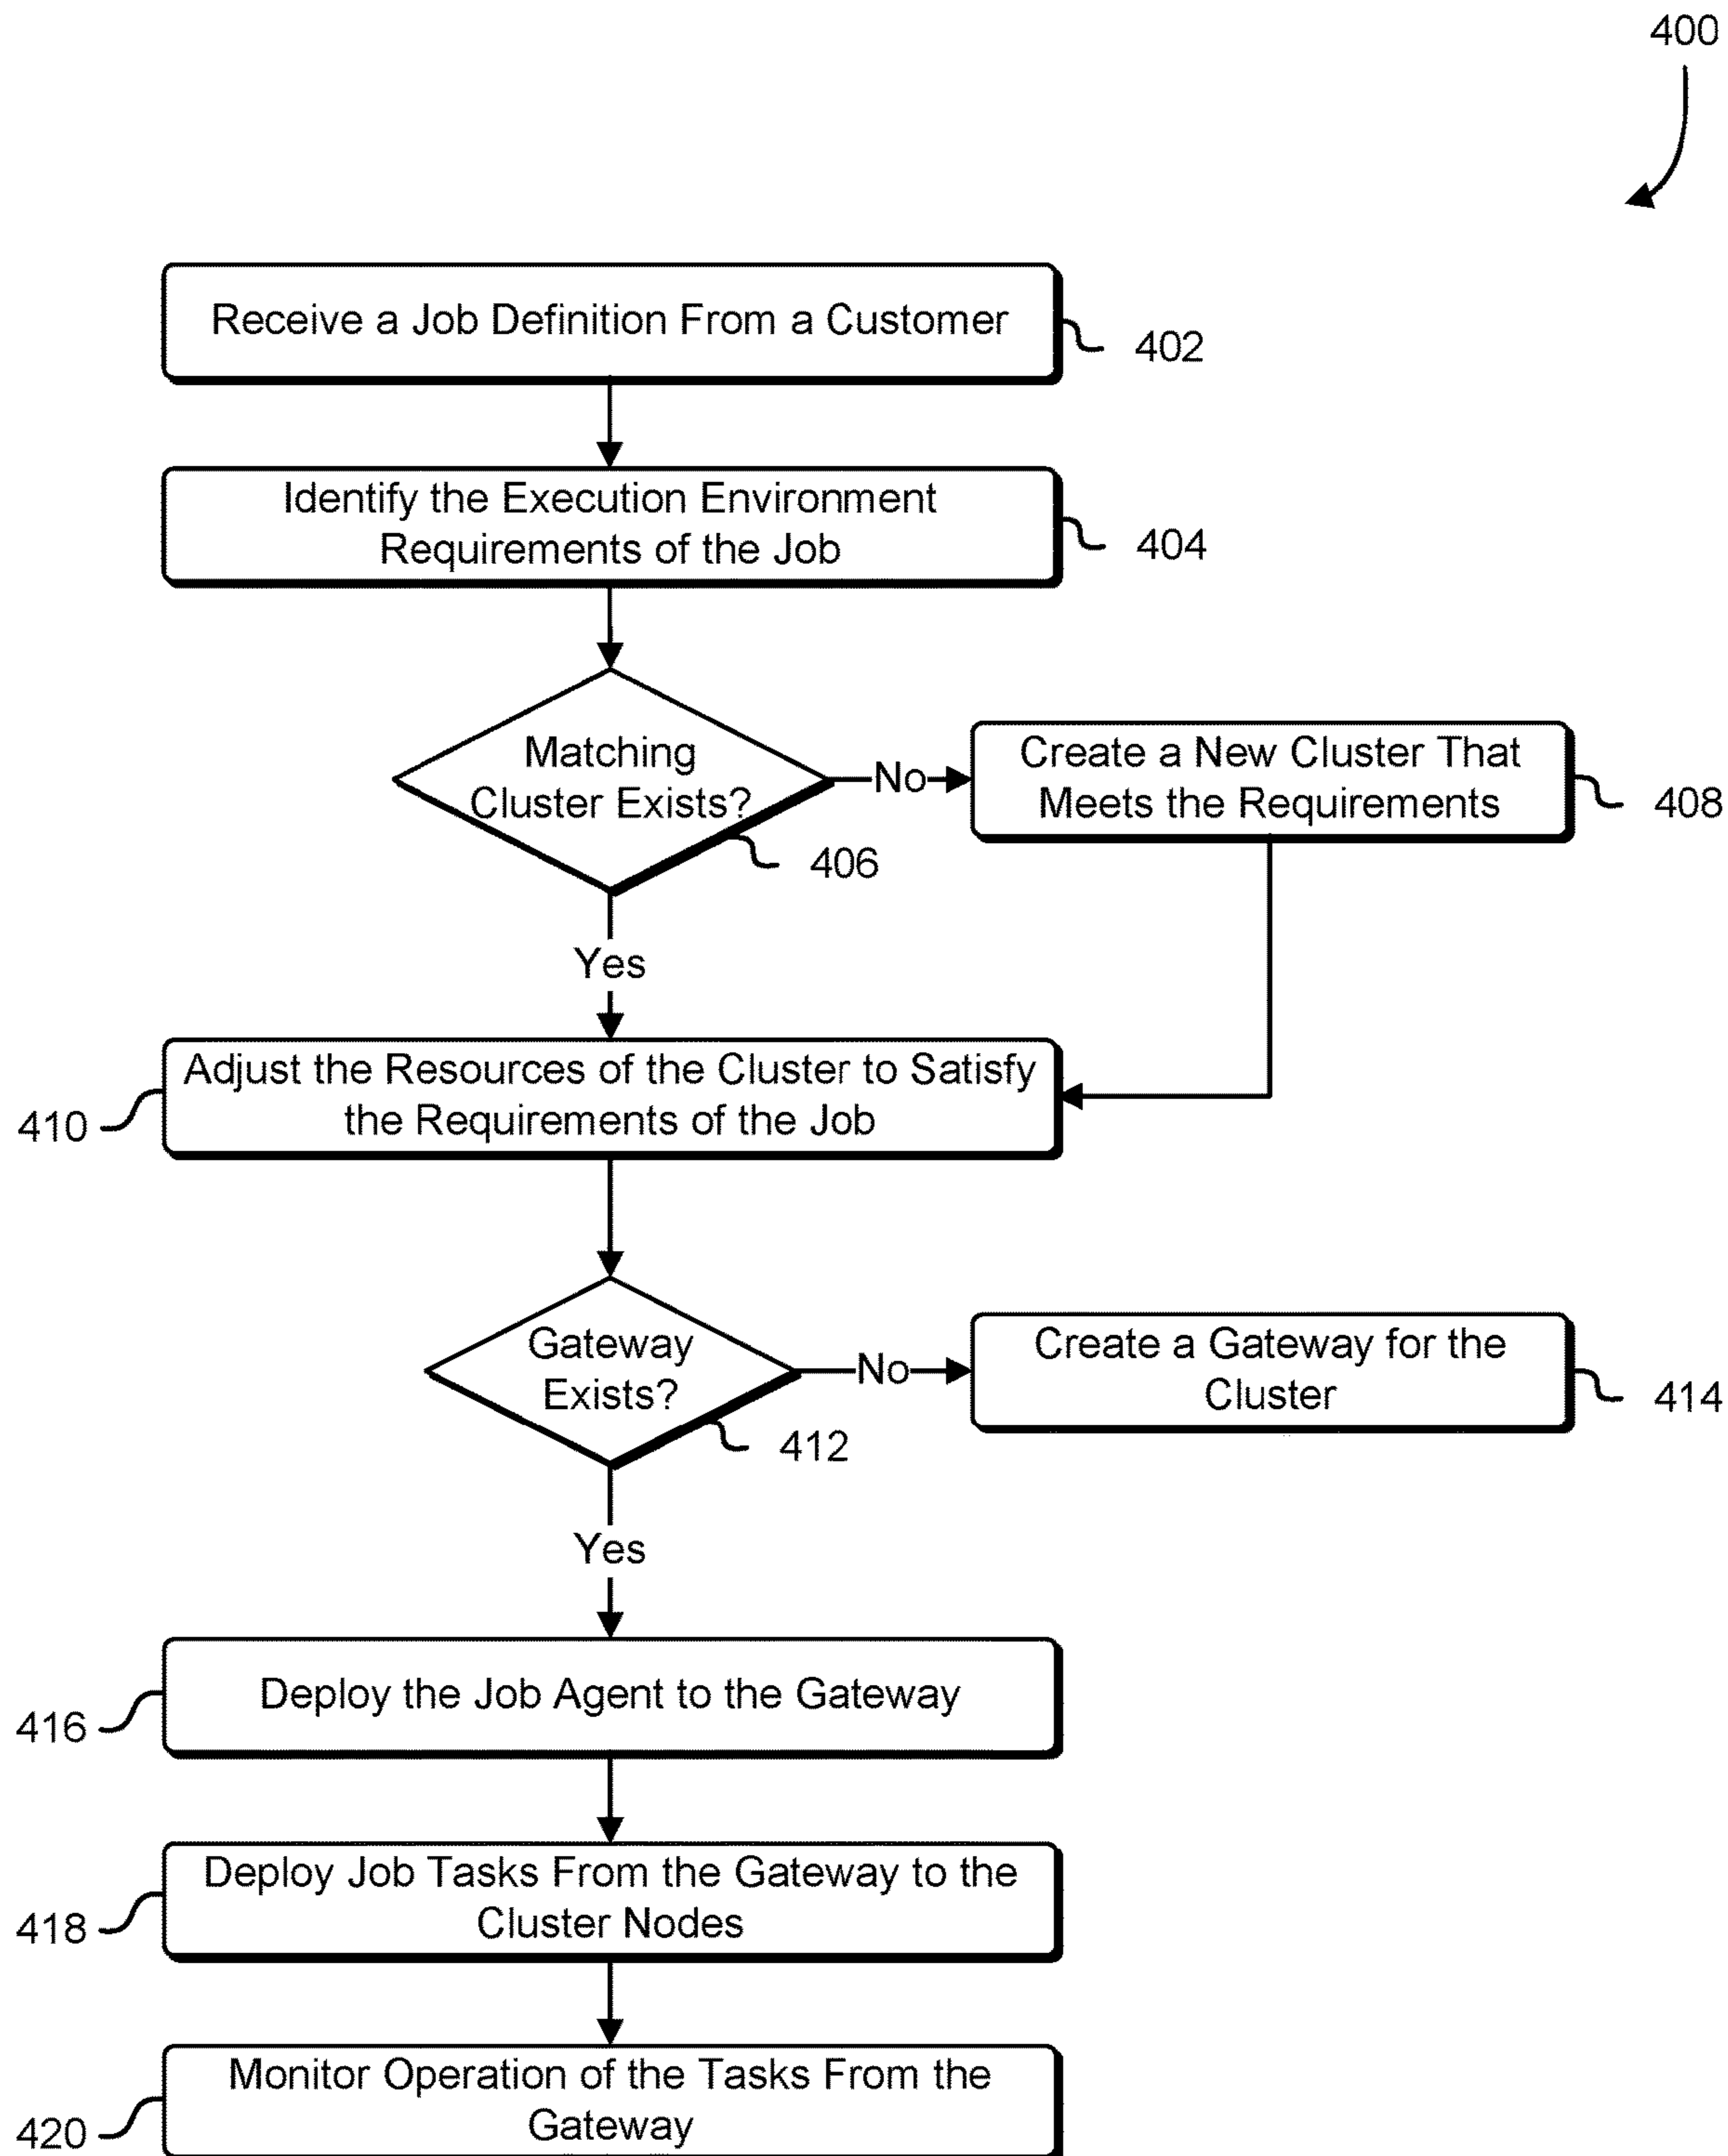 400
Receive a Job Definition From a Customer
402
Identify the Execution Environment
Requirements of the Job
404
Matching
Cluster Exists?
406
No
Create a New Cluster That
Meets the Requirements
408
Yes
Adjust the Resources of the Cluster to Satisfy
the Requirements of the Job
410
Gateway
Exists?
412
No
Create a Gateway for the
Cluster
414
Yes
Deploy the Job Agent to the Gateway
416
Deploy Job Tasks From the Gateway to the
Cluster Nodes
418
Monitor Operation of the Tasks From the
Gateway
420